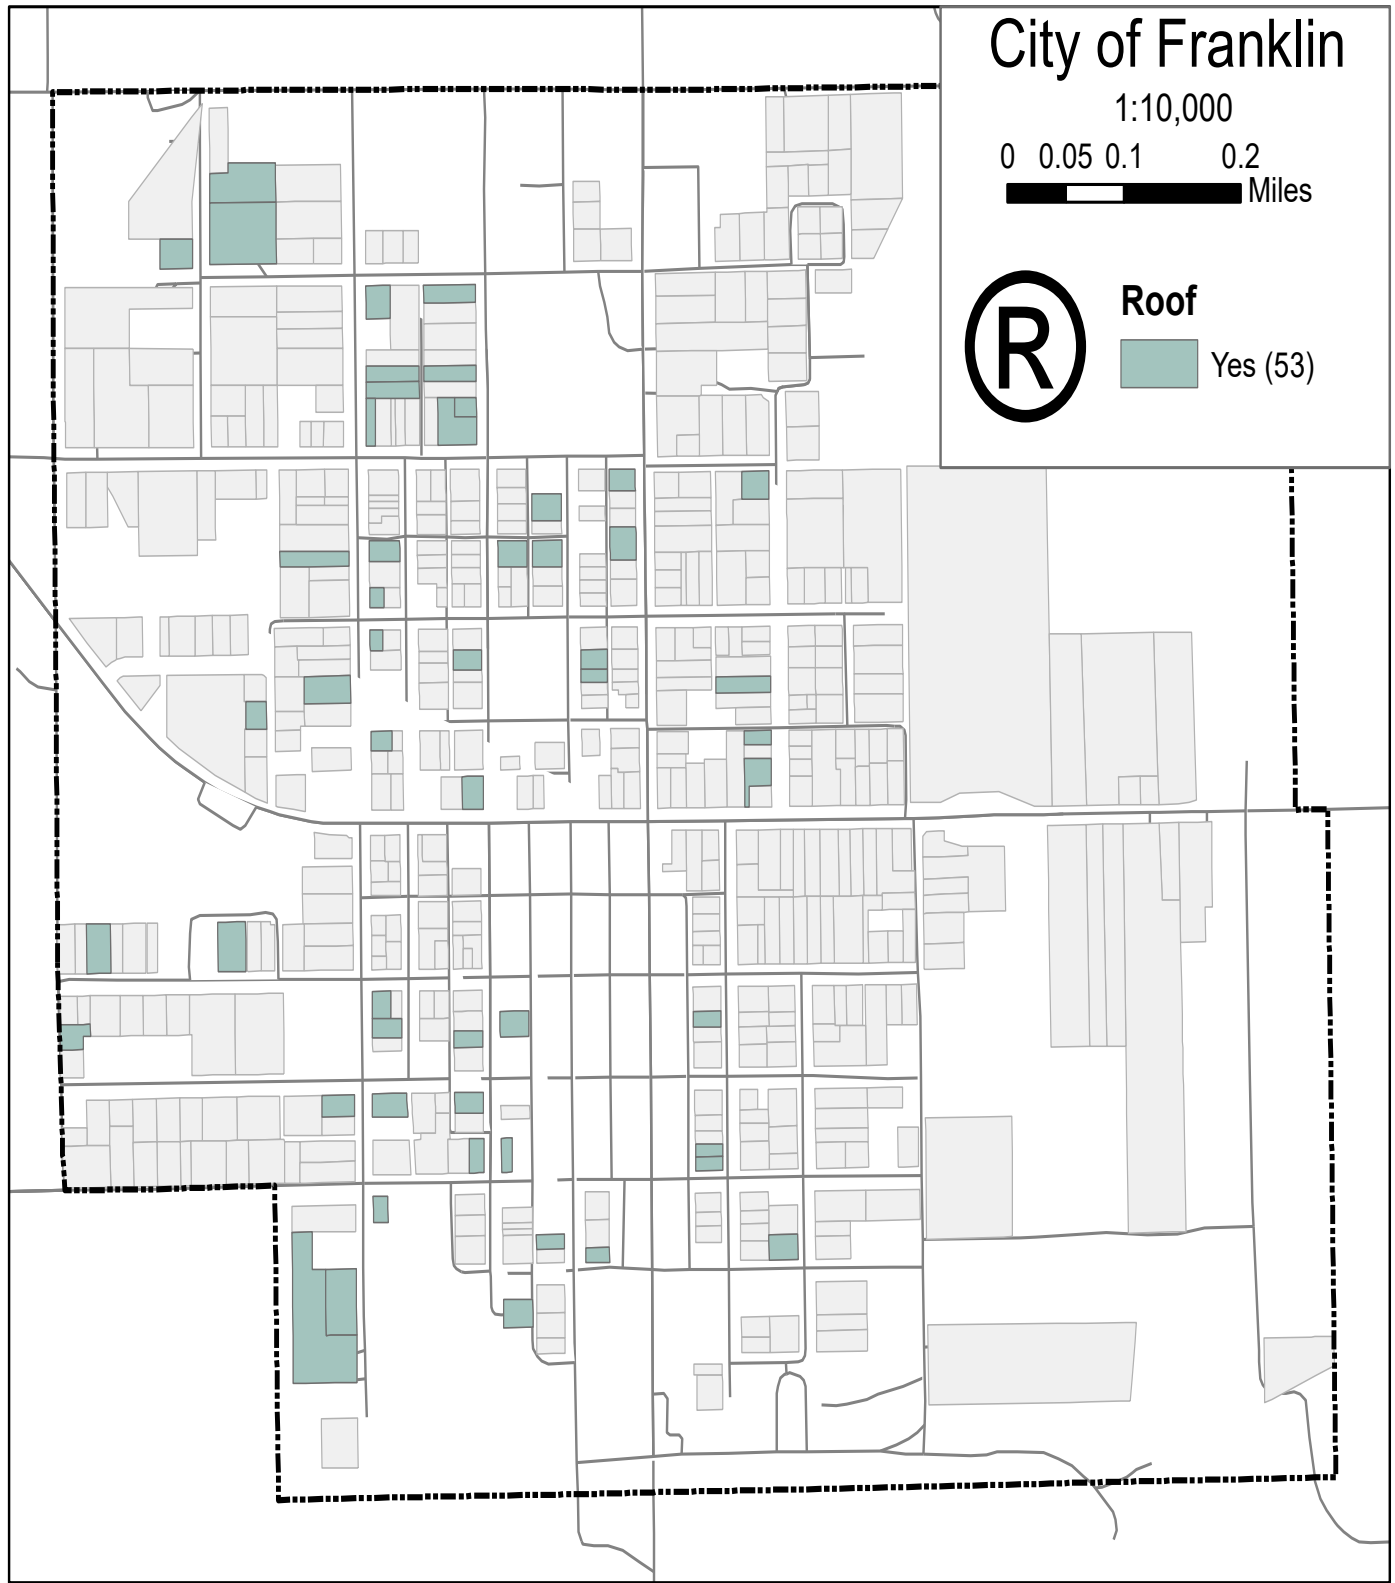 City of Franklin
1:10,000
0 0.05 0.1 0.2
Miles
R
Roof
Yes (53)